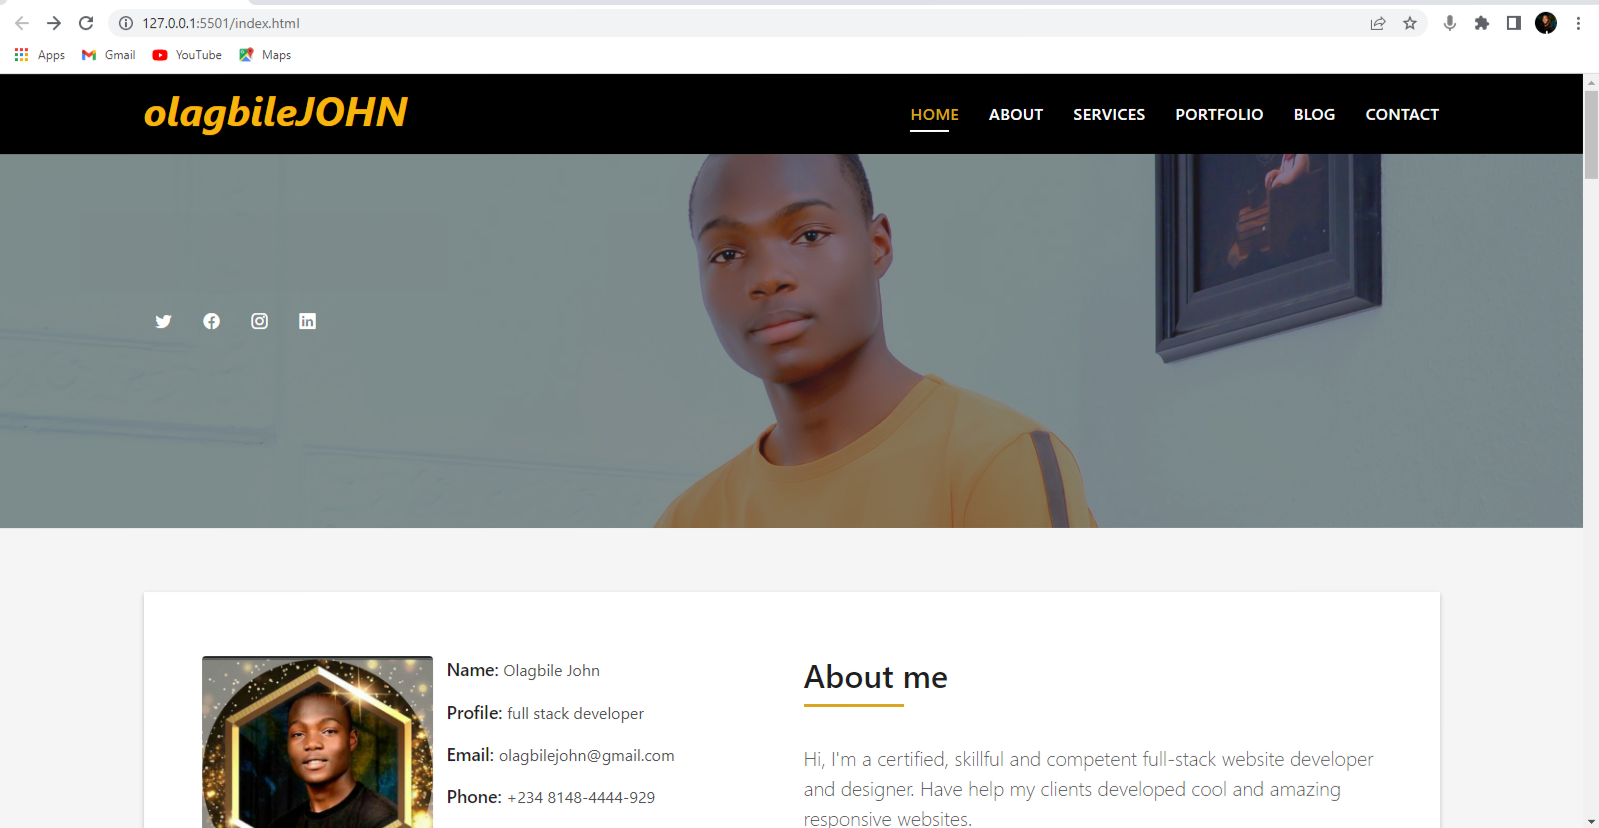 127.0.0.1:5501/index.html
Apps Gmail YouTube Maps
olagbileJOHN
HOME ABOUT SERVICES PORTFOLIO BLOG CONTACT
Name: Olagbile John
Profile: full stack developer
Email: olagbilejohn@gmail.com
Phone: +234 8148-4444-929
About me
Hi, I'm a certified, skillful and competent full-stack website developer
and designer. Have help my clients developed cool and amazing
responsive websites.